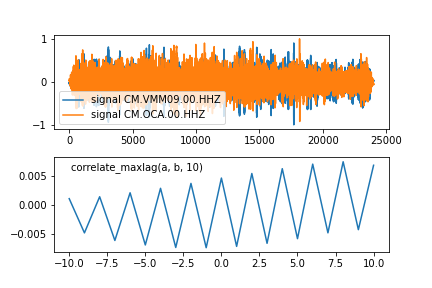 1
0
−1
signal CM.VMM09.00.HHZ
signal CM.OCA.00.HHZ
0 5000 10000 15000 20000 25000
correlate_maxlag(a, b, 10)
0.005
0.000
−0.005
−10.0 −7.5 −5.0 −2.5 0.0 2.5 5.0 7.5 10.0